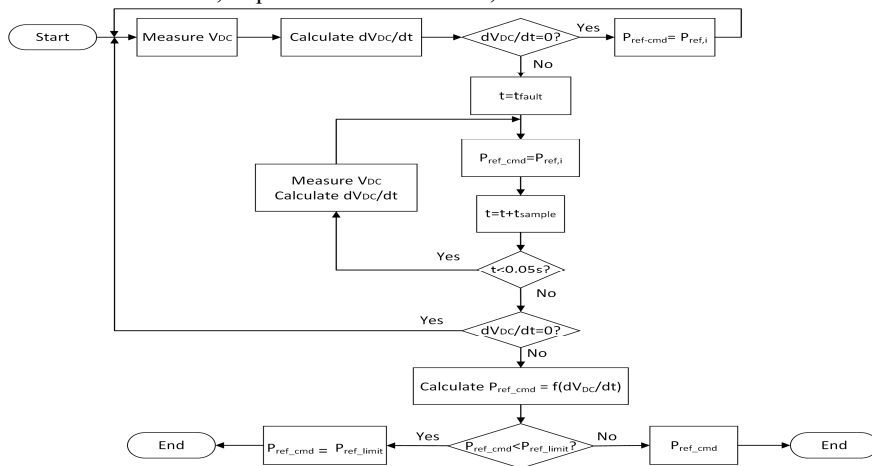 Start
Measure VDC
Calculate dVDC/dt
dVDC/dt=0?
Yes
Pref-cmd= Pref,i
No
t=tfault
Pref_cmd=Pref,i
Measure VDC
Calculate dVDC/dt
t=t+tsample
Yes
t<0.05s?
No
Yes
dVDC/dt=0?
No
Calculate Pref_cmd = f(dVDC/dt)
End
Pref_cmd = Pref_limit
Yes
Pref_cmd<Pref_limit?
No
Pref_cmd
End